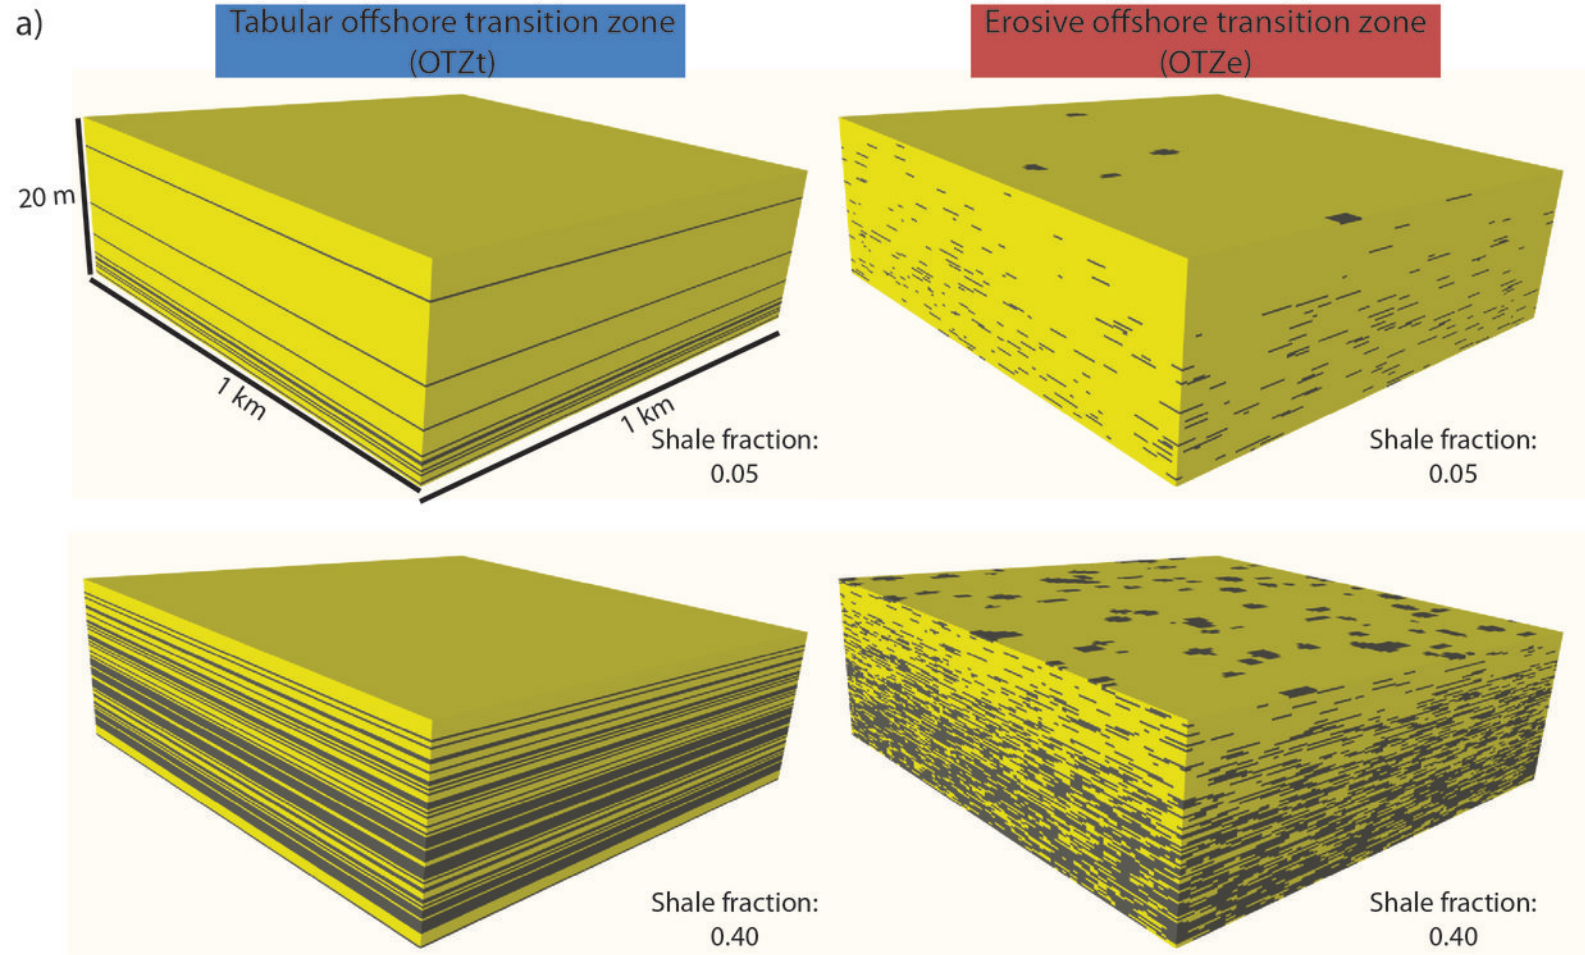 a)
Tabular offshore transition zone
(OTZt)
Erosive offshore transition zone
(OTZe)
20 m
1 km
1 km
Shale fraction:
0.05
Shale fraction:
0.05
Shale fraction:
0.40
Shale fraction:
0.40